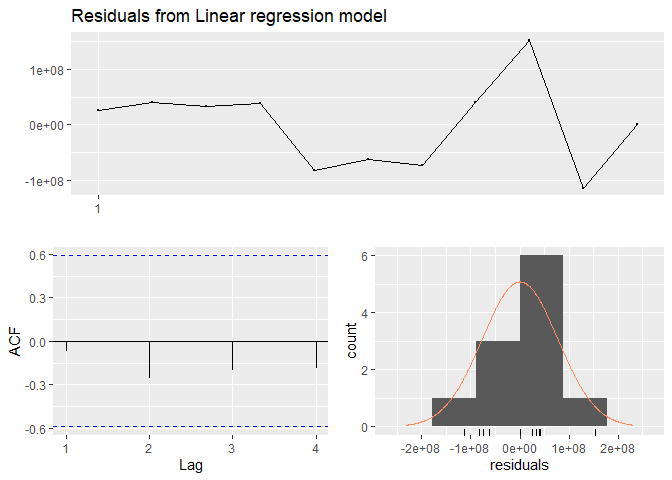 Residuals from Linear regression model
1e+08
0e+00
-1e+08
1
0.6
0.3
0.0
-0.3
-0.6
ACF
1 2 3 4
Lag
6
4
2
0
count
-2e+08 -1e+08 0e+00 1e+08 2e+08
residuals